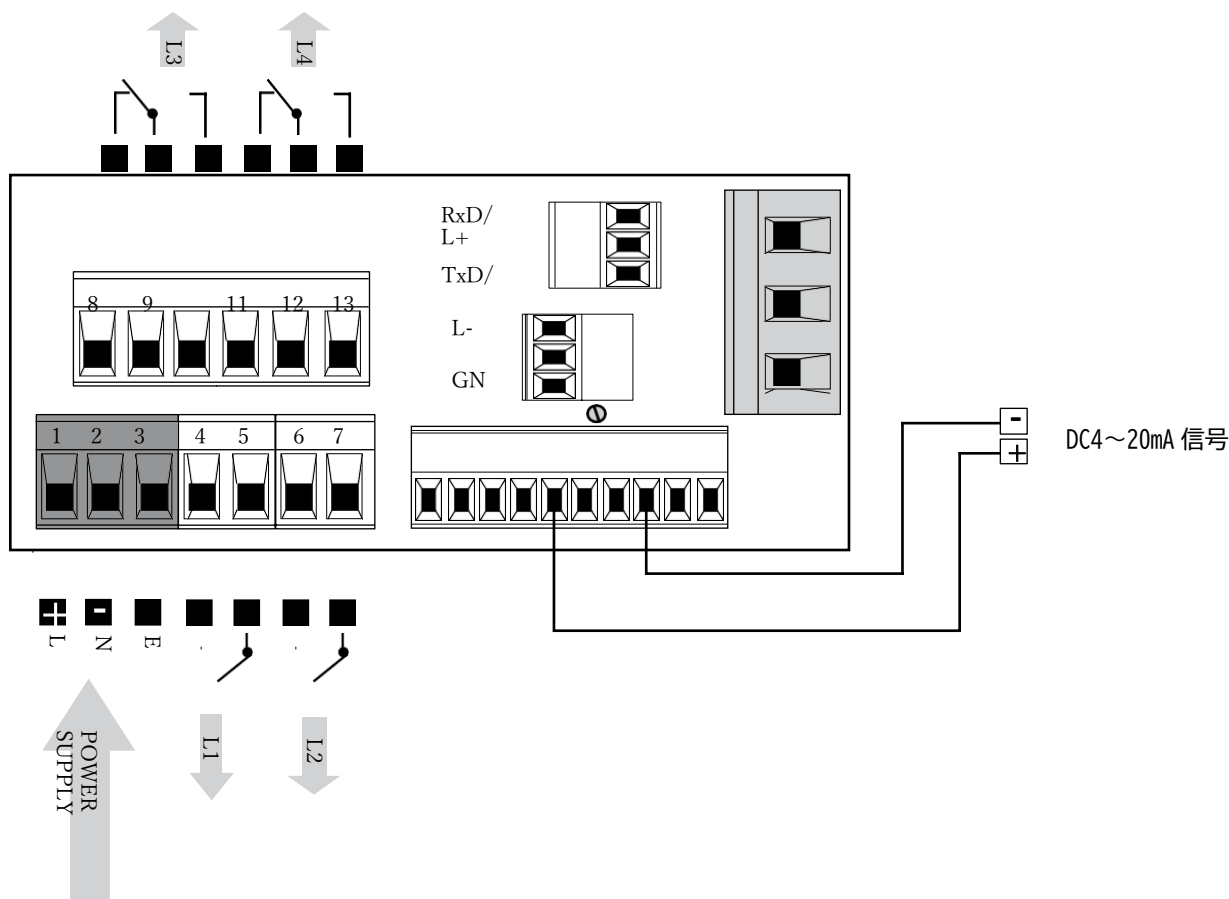 L3
L4
RxD/
L+
TxD/
8 9 11 12 13
L-
GN
1 2 3 4 5 6 7
-
+
DC4～20mA 信号
+ -
L N E
L1
L2
POWER
SUPPLY